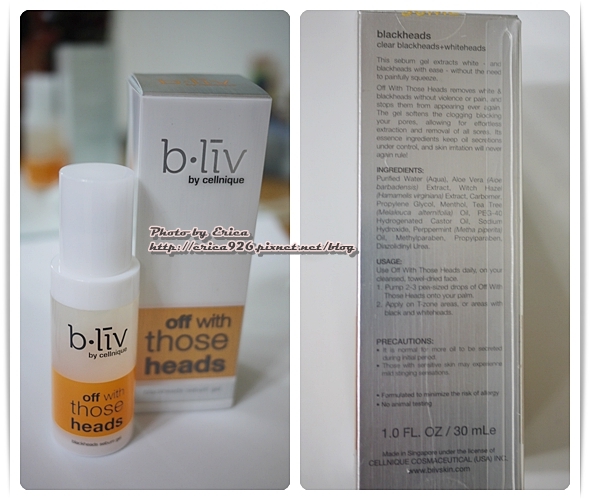 b·līv
by cellnique
off with
those
heads
blackheads sebum gel
b·līv
by cellnique
off with
those
heads
blackheads sebum gel
Photo by Erica
http://erica926.pixnet.net/blog
blackheads
clear blackheads+whiteheads
This sebum gel extracts white - and
blackheads with ease - without the need
to painfully squeeze.
Off With Those Heads removes white &
blackheads without violence or pain, and
stops them from appearing ever again.
The gel softens the clogging blocking
your pores, allowing for effortless
extraction and removal of all sorts. Its
essence ingredients keep oil secretions
under control, and skin irritation will never
again rule!
INGREDIENTS:
Purified Water (Aqua), Aloe Vera (Aloe
barbadensis) Extract, Witch Hazel
(Hamamelis virginiana) Extract, Carbomer,
Propylene Glycol, Menthol, Tea Tree
(Melaleuca alternifolia) Oil, PEG-40
Hydrogenated Castor Oil, Sodium
Hydroxide, Peppermint (Metha piperita)
Oil, Methylparaben, Propylparaben,
Diazolidinyl Urea.
USAGE:
Use Off With Those Heads daily, on your
cleansed, towel-dried face.
1. Pump 2-3 pea-sized drops of Off With
Those Heads onto your palm.
2. Apply on T-zone areas, or areas with
black and whiteheads.
PRECAUTIONS:
• It is normal for more oil to be secreted
during initial period.
• Those with sensitive skin may experience
mild stinging sensations.
• Formulated to minimize the risk of allergy
• No animal testing
1.0 FL. OZ / 30 mLe
Made in Singapore under the license of
CELLNIQUE COSMACEUTICAL (USA) INC.
www.blivskin.com